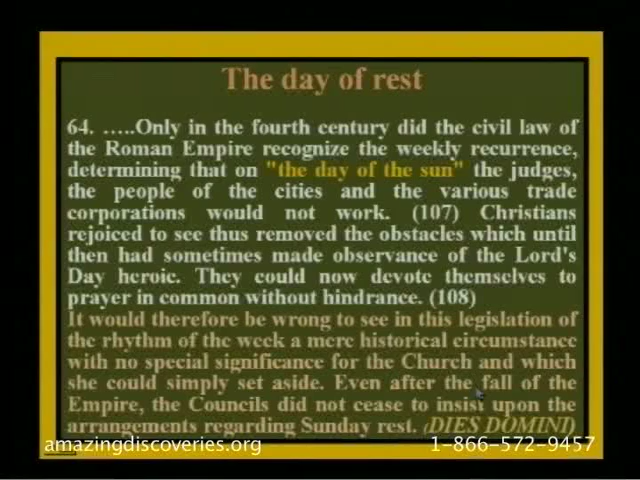 The day of rest
64. .....Only in the fourth century did the civil law of
the Roman Empire recognize the weekly recurrence,
determining that on "the day of the sun" the judges,
the people of the cities and the various trade
corporations would not work. (107) Christians
rejoiced to see thus removed the obstacles which until
then had sometimes made observance of the Lord's
Day heroic. They could now devote themselves to
prayer in common without hindrance. (108)
It would therefore be wrong to see in this legislation of
the rhythm of the week a mere historical circumstance
with no special significance for the Church and which
she could simply set aside. Even after the fall of the
Empire, the Councils did not cease to insist upon the
arrangements regarding Sunday rest. (DIES DOMINI)
amazingdiscoveries.org 1-866-572-9457